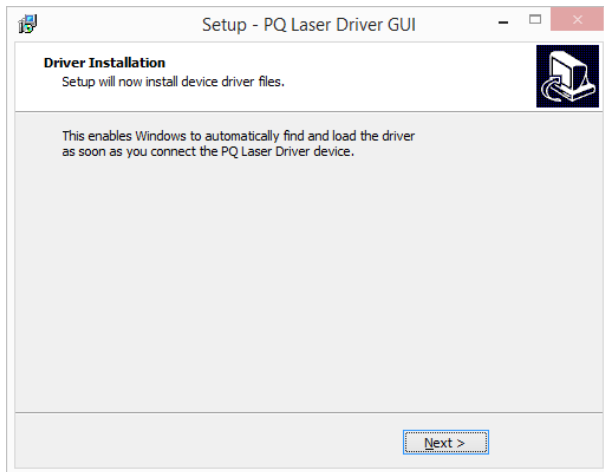 Setup - PQ Laser Driver GUI
Driver Installation
Setup will now install device driver files.
This enables Windows to automatically find and load the driver
as soon as you connect the PQ Laser Driver device.
Next >